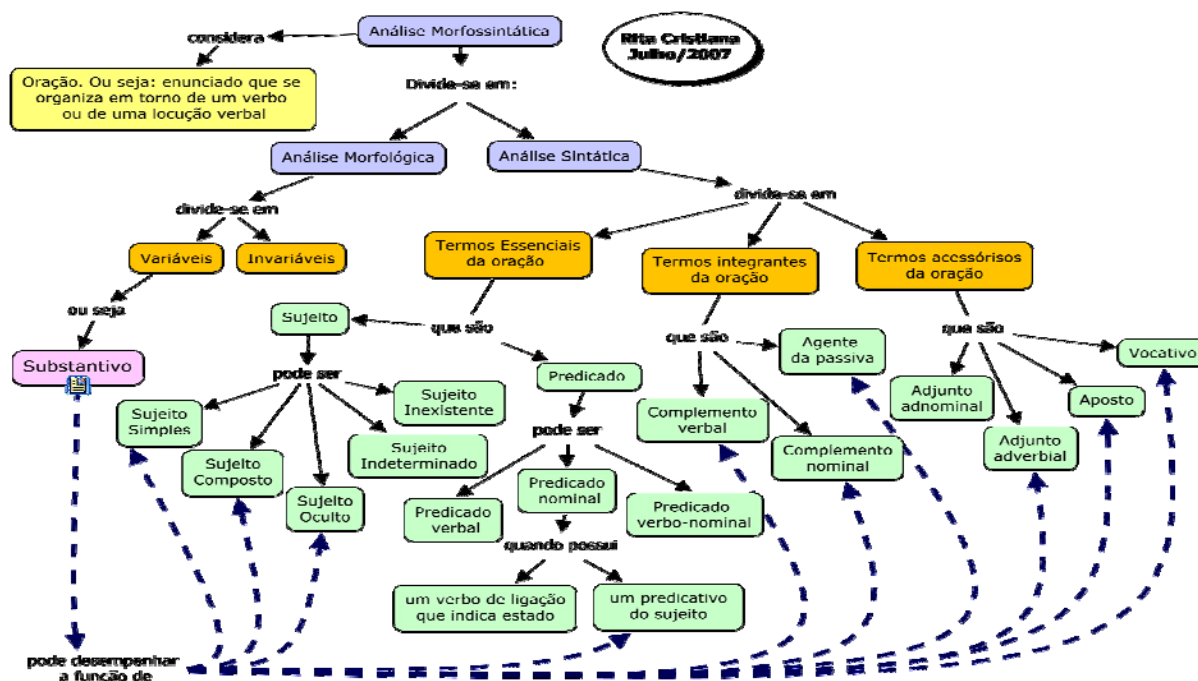 Análise Morfossintática
considera
Rita Cristiana
Julho/2007
Oração. Ou seja: enunciado que se
organiza em torno de um verbo
ou de uma locução verbal
Divide-se em:
Análise Morfológica
Análise Sintática
divide-se em
divide-se em
Variáveis
Invariáveis
Termos Essenciais
da oração
Termos integrantes
da oração
Termos acessórisos
da oração
ou seja
Sujeito
que são
que são
que são
Agente
da passiva
Vocativo
Substantivo
pode ser
Predicado
Adjunto
adnominal
Aposto
Sujeito
Simples
Sujeito
Inexistente
Complemento
verbal
pode ser
Sujeito
Composto
Sujeito
Indeterminado
Complemento
nominal
Adjunto
adverbial
Sujeito
Oculto
Predicado
verbal
Predicado
nominal
Predicado
verbo-nominal
quando possui
um verbo de ligação
que indica estado
um predicativo
do sujeito
pode desempenhar
a função de